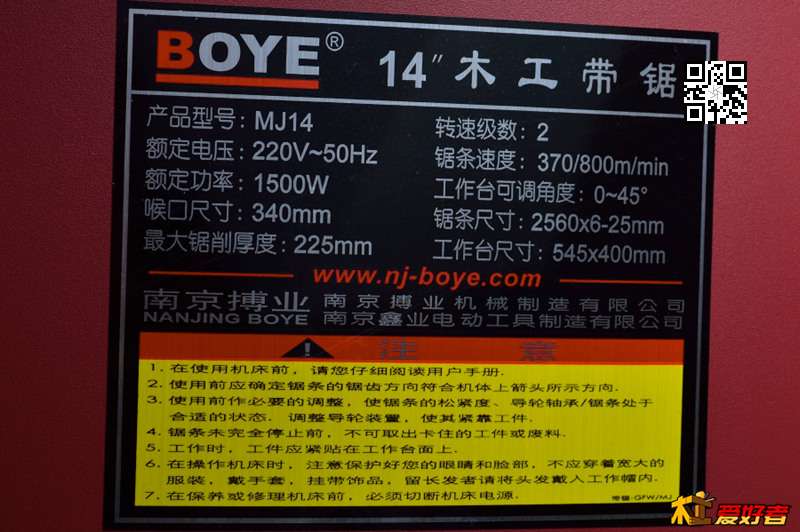 BOYE® 14″木工带锯
产品型号: MJ14
额定电压: 220V~50Hz
额定功率: 1500W
喉口尺寸: 340mm
最大锯削厚度: 225mm
转速级数: 2
锯条速度: 370/800m/min
工作台可调角度: 0~45°
锯条尺寸: 2560x6-25mm
工作台尺寸: 545x400mm
www.nj-boye.com
南京搏业 南京搏业机械制造有限公司
NANJING BOYE 南京鑫业电动工具制造有限公司
注意
1. 在使用机床前, 请您仔细阅读用户手册.
2. 使用前应确定锯条的锯齿方向符合机体上箭头所示方向.
3. 使用前作必要的调整, 使锯条的松紧度、导轮轴承/锯条处于
合适的状态. 调整导轮装置, 使其紧靠工件.
4. 锯条未完全停止前, 不可取出卡住的工件或废料.
5. 工作时, 工件应紧贴在工作台面上.
6. 在操作机床时, 注意保护好您的眼睛和脸部, 不应穿着宽大的
服装, 戴手套, 挂带饰品, 留长发者请将头发戴入工作帽内.
7. 在保养或修理机床前, 必须切断机床电源.
带锯-GFW/MJ
爱好者